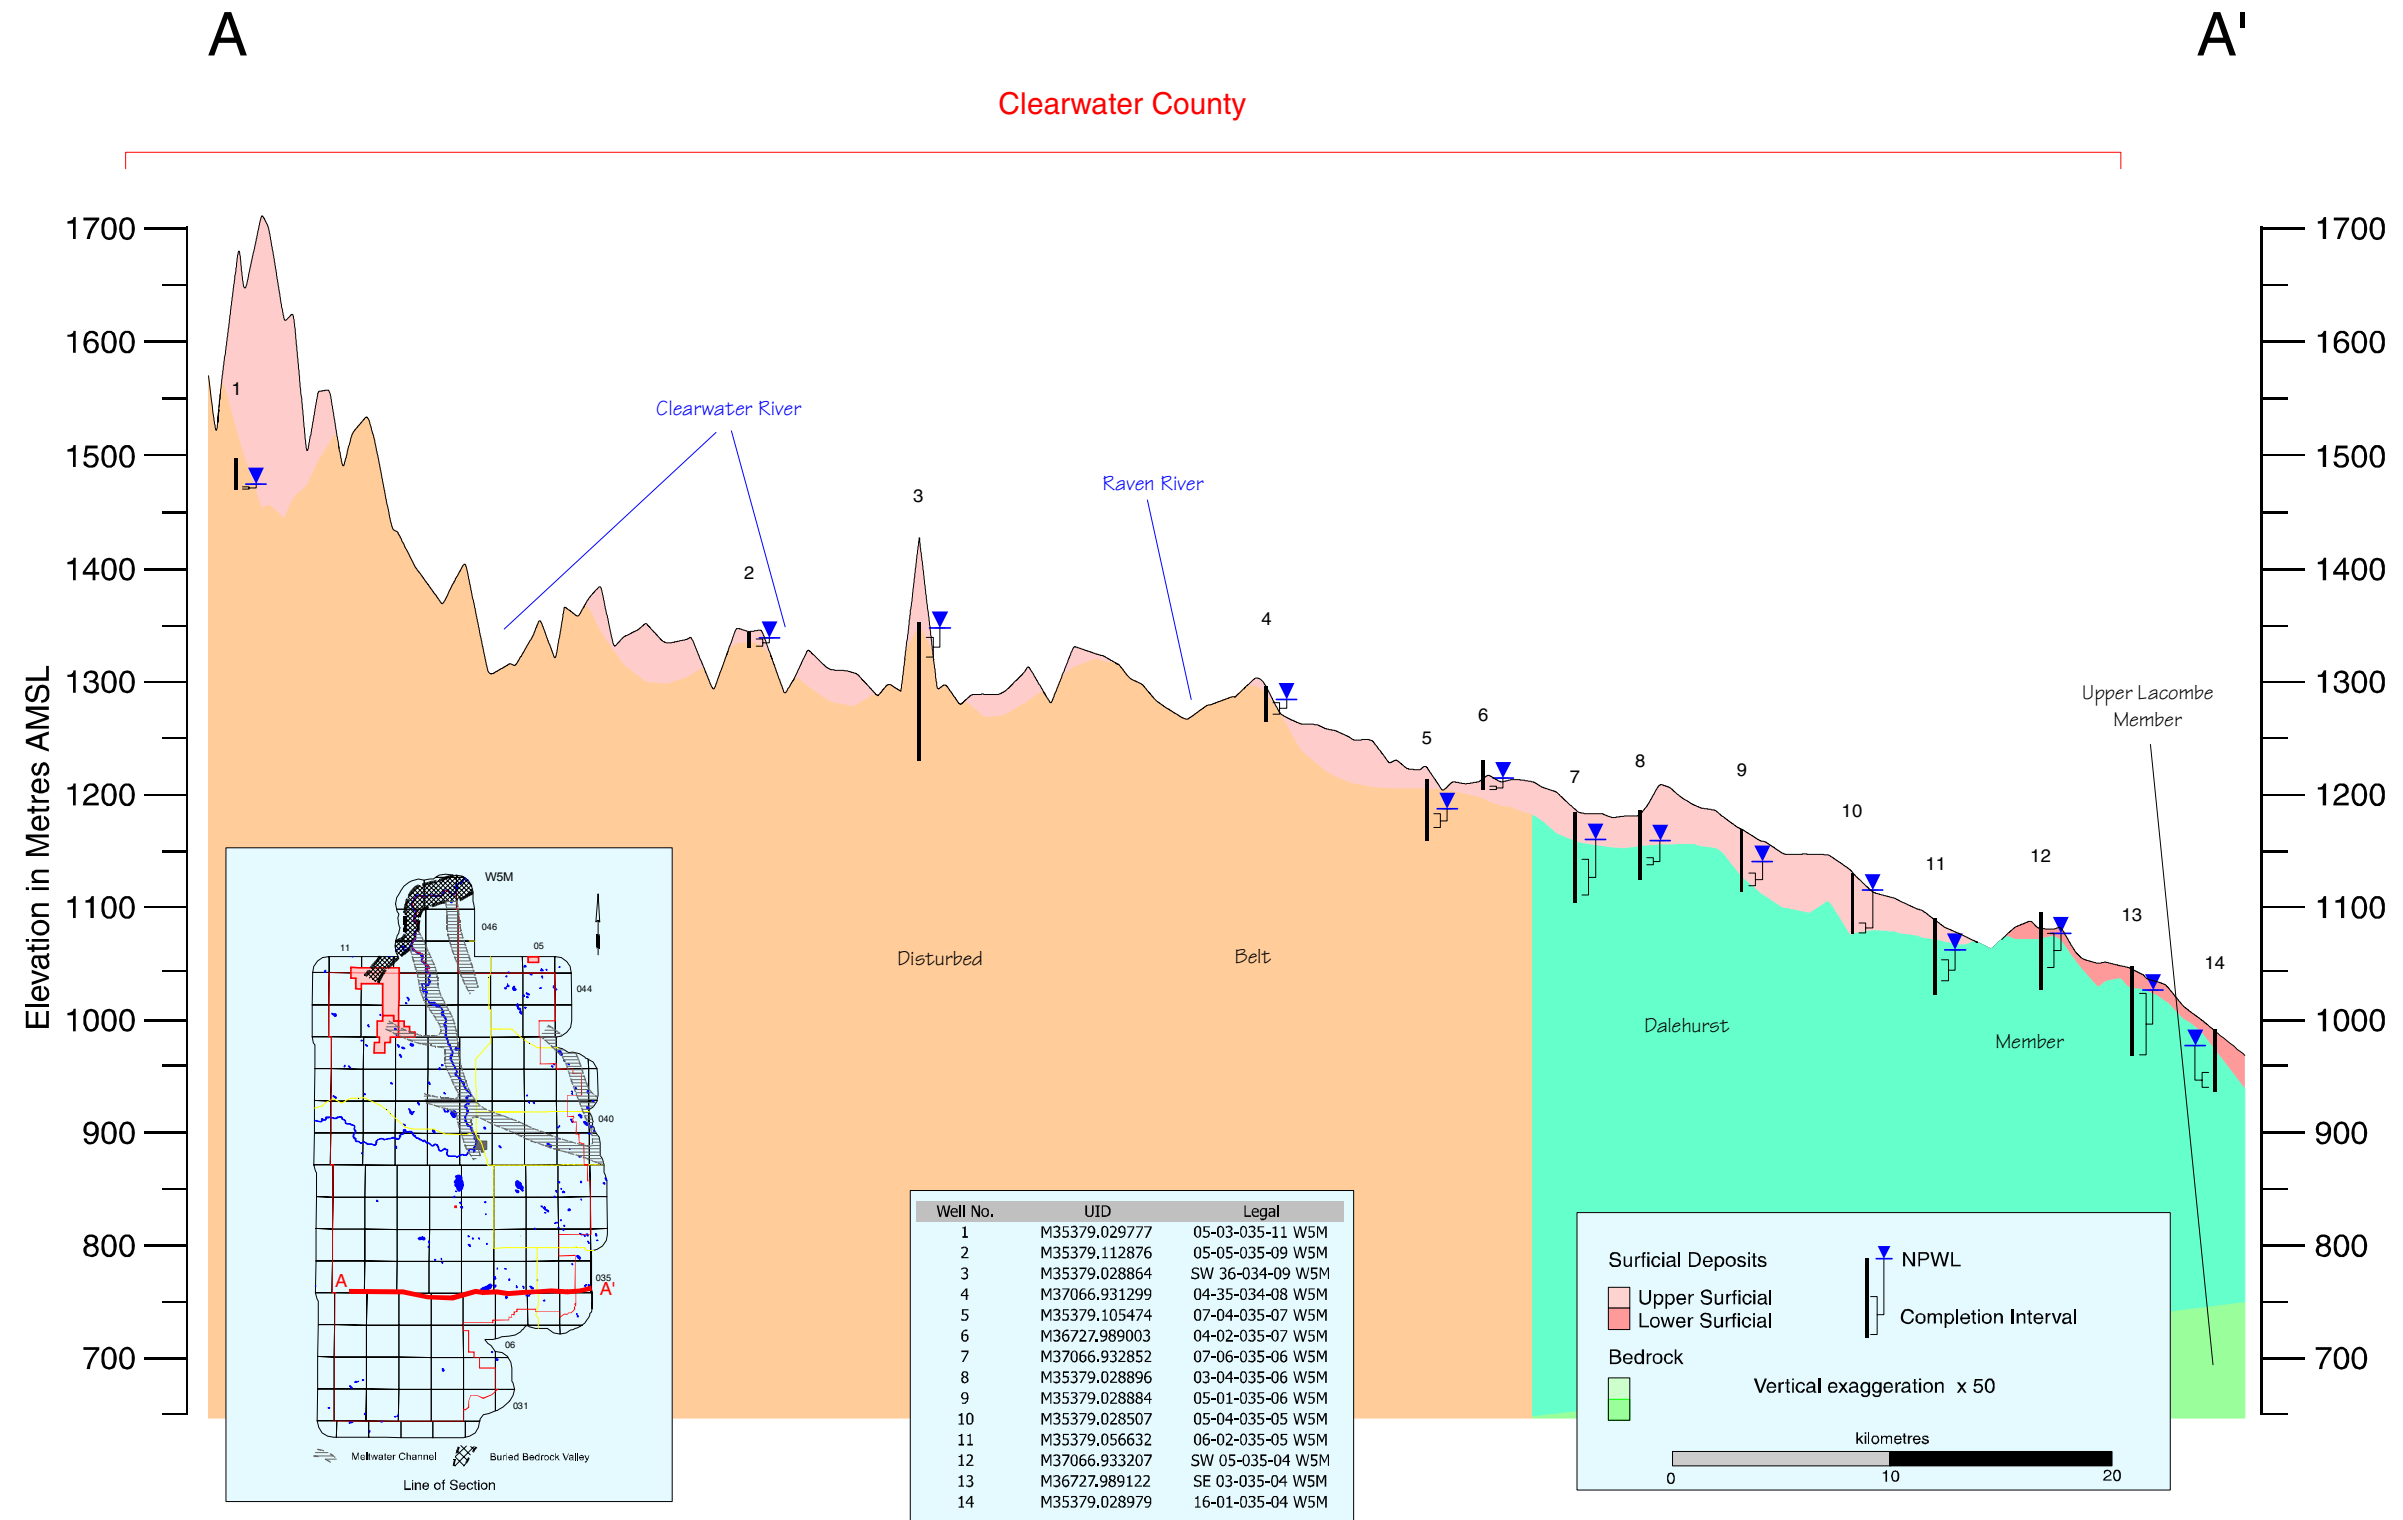 A
A'
Clearwater County
1700
1600
1500
1400
1300
1200
1100
1000
900
800
700
Elevation in Metres AMSL
1700
1600
1500
1400
1300
1200
1100
1000
900
800
700
1
Clearwater River
2
3
Raven River
4
5
6
7
8
9
10
11
12
13
14
Upper Lacombe
Member
Disturbed
Belt
Dalehurst
Member
W5M
046
11
05
044
040
035
A
A'
06
031
Meltwater Channel
Buried Bedrock Valley
Line of Section
Well No. UID Legal
1 M35379.029777 05-03-035-11 W5M
2 M35379.112876 05-05-035-09 W5M
3 M35379.028864 SW 36-034-09 W5M
4 M37066.931299 04-35-034-08 W5M
5 M35379.105474 07-04-035-07 W5M
6 M36727.989003 04-02-035-07 W5M
7 M37066.932852 07-06-035-06 W5M
8 M35379.028896 03-04-035-06 W5M
9 M35379.028884 05-01-035-06 W5M
10 M35379.028507 05-04-035-05 W5M
11 M35379.056632 06-02-035-05 W5M
12 M37066.933207 SW 05-035-04 W5M
13 M36727.989122 SE 03-035-04 W5M
14 M35379.028979 16-01-035-04 W5M
Surficial Deposits
Upper Surficial
Lower Surficial
Bedrock
NPWL
Completion Interval
Vertical exaggeration x 50
kilometres
0
10
20